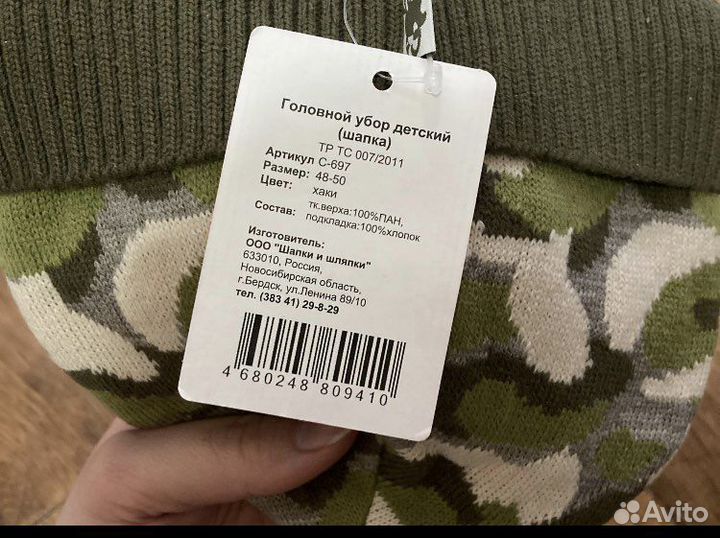 Головной убор детский
(шапка)
ТР ТС 007/2011
Артикул С-697
Размер: 48-50
Цвет: хаки
Состав: тк.верха:100%ПАН,
подкладка:100%хлопок
Изготовитель:
ООО "Шапки и шляпки"
633010, Россия,
Новосибирская область,
г.Бердск, ул.Ленина 89/10
тел. (383 41) 29-8-29
4 680248 809410
Avito